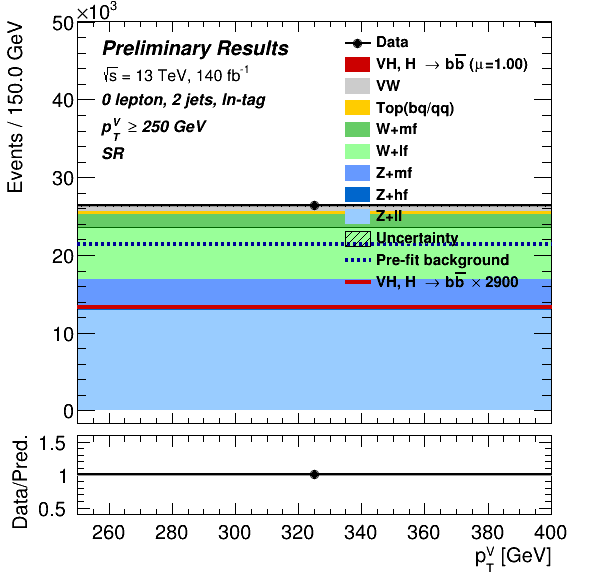 ×10³
50
40
30
20
10
0
Events / 150.0 GeV
Preliminary Results
√s = 13 TeV, 140 fb⁻¹
0 lepton, 2 jets, ln-tag
p_T^V ≥ 250 GeV
SR
Data
VH, H → bb̅ (μ=1.00)
VW
Top(bq/qq)
W+mf
W+lf
Z+mf
Z+hf
Z+ll
Uncertainty
Pre-fit background
VH, H → bb̅ × 2900
Data/Pred.
1.5
1
0.5
260 280 300 320 340 360 380 400
p_T^V [GeV]